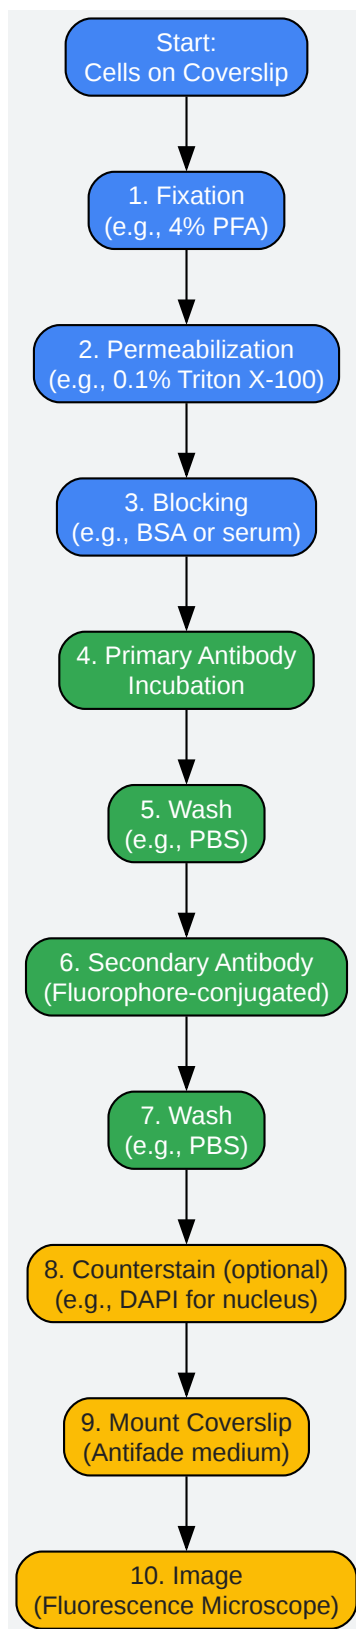 Start:
Cells on Coverslip
1. Fixation
(e.g., 4% PFA)
2. Permeabilization
(e.g., 0.1% Triton X-100)
3. Blocking
(e.g., BSA or serum)
4. Primary Antibody
Incubation
5. Wash
(e.g., PBS)
6. Secondary Antibody
(Fluorophore-conjugated)
7. Wash
(e.g., PBS)
8. Counterstain (optional)
(e.g., DAPI for nucleus)
9. Mount Coverslip
(Antifade medium)
10. Image
(Fluorescence Microscope)